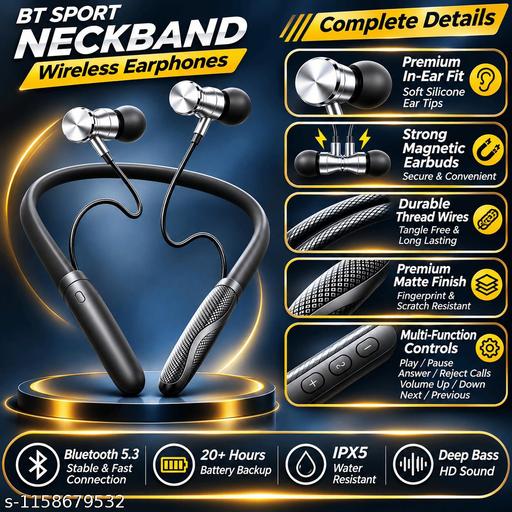 BT SPORT
NECKBAND
Wireless Earphones
Complete Details
Premium
In-Ear Fit
Soft Silicone
Ear Tips
Strong
Magnetic
Earbuds
Secure & Convenient
Durable
Thread Wires
Tangle Free &
Long Lasting
Premium
Matte Finish
Fingerprint &
Scratch Resistant
Multi-Function
Controls
Play / Pause
Answer / Reject Calls
Volume Up / Down
Next / Previous
Bluetooth 5.3
Stable & Fast
Connection
20+ Hours
Battery Backup
IPX5
Water
Resistant
Deep Bass
HD Sound
s-1158679532